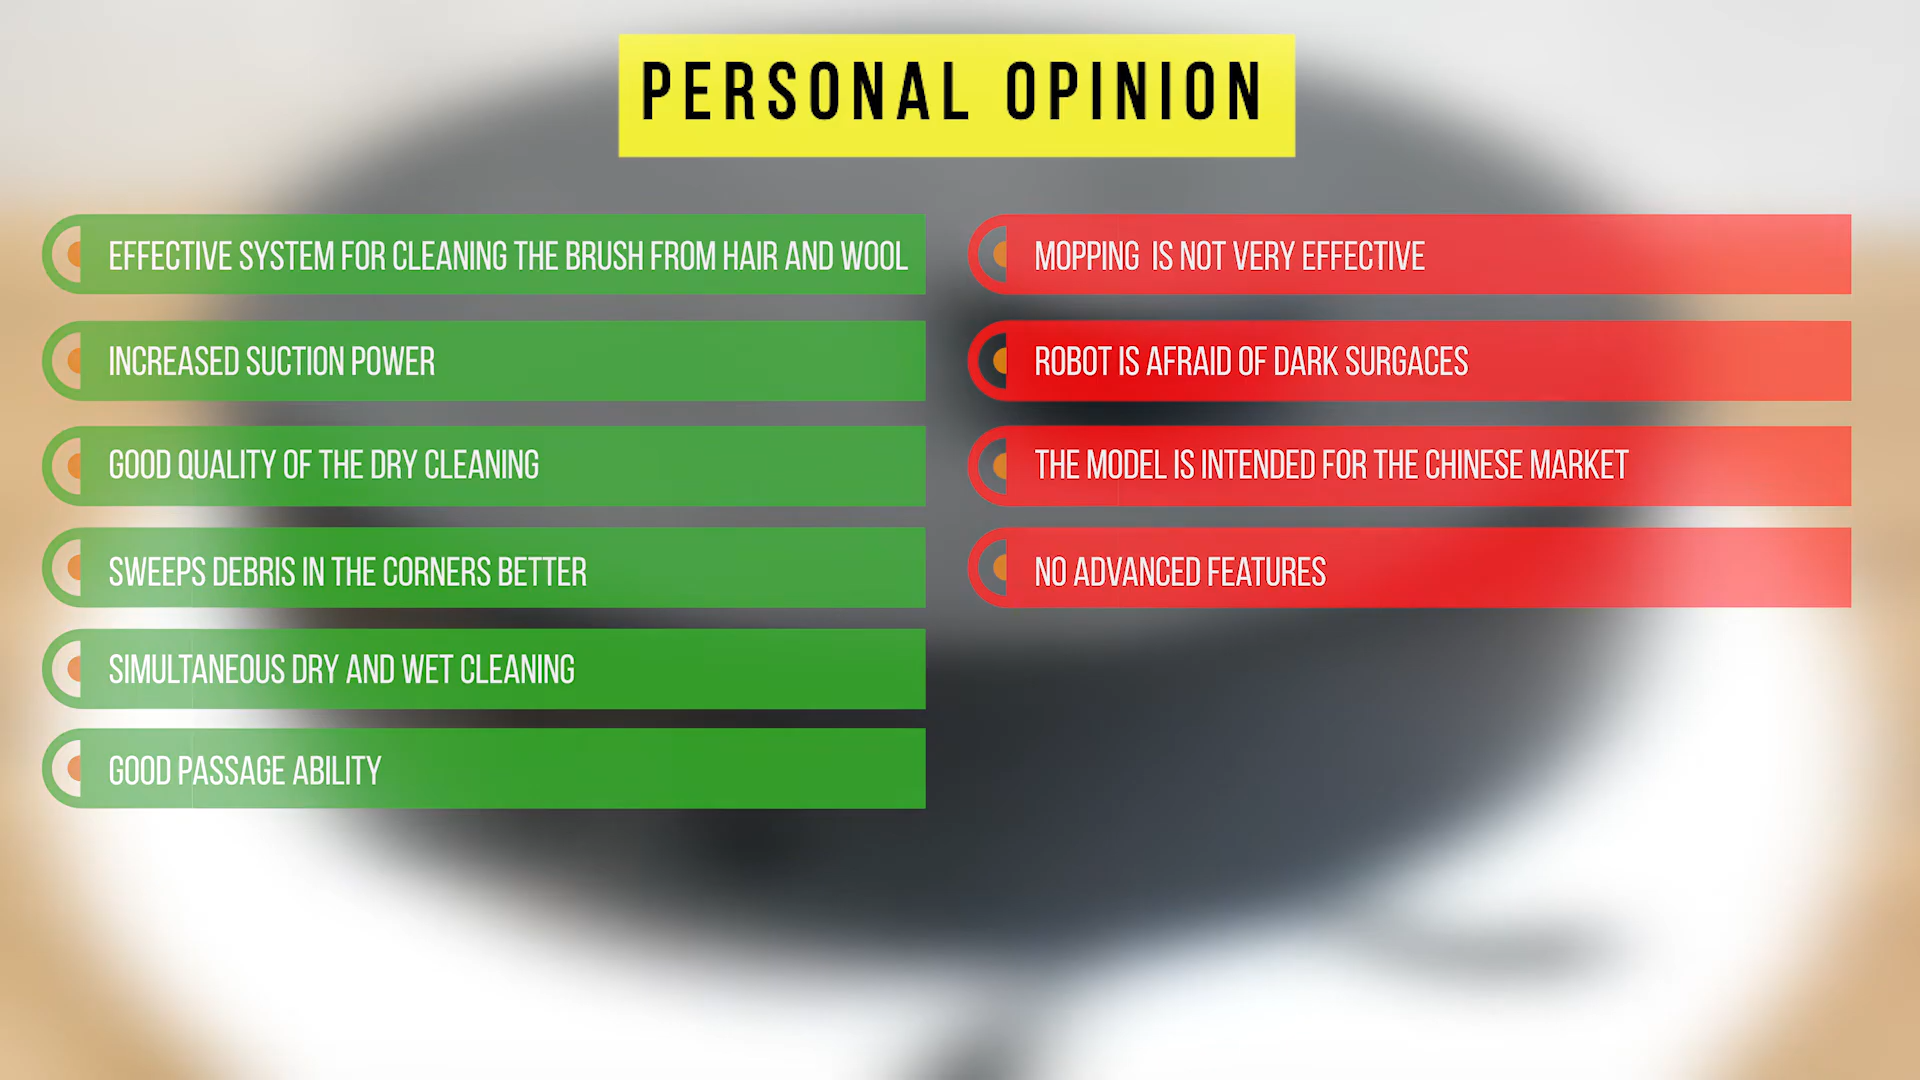 PERSONAL OPINION
EFFECTIVE SYSTEM FOR CLEANING THE BRUSH FROM HAIR AND WOOL
INCREASED SUCTION POWER
GOOD QUALITY OF THE DRY CLEANING
SWEEPS DEBRIS IN THE CORNERS BETTER
SIMULTANEOUS DRY AND WET CLEANING
GOOD PASSAGE ABILITY
MOPPING IS NOT VERY EFFECTIVE
ROBOT IS AFRAID OF DARK SURGACES
THE MODEL IS INTENDED FOR THE CHINESE MARKET
NO ADVANCED FEATURES